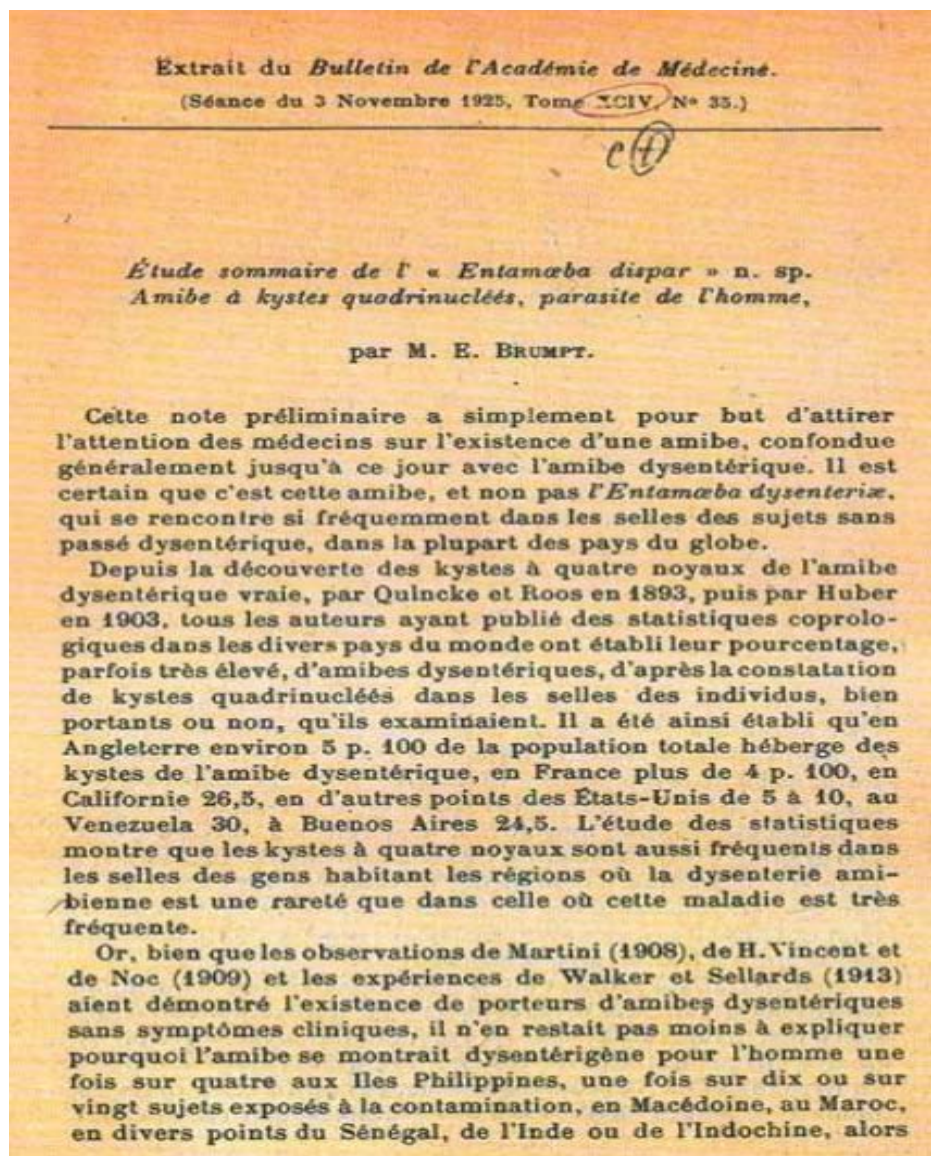 Extrait du Bulletin de l'Académie de Médecine.
(Séance du 3 Novembre 1925, Tome XCIV, N° 35.)
Étude sommaire de l' « Entamœba dispar » n. sp.
Amibe à kystes quadrinucléés, parasite de l'homme,
par M. E. BRUMPT.
Cette note préliminaire a simplement pour but d'attirer
l'attention des médecins sur l'existence d'une amibe, confondue
généralement jusqu'à ce jour avec l'amibe dysentérique. Il est
certain que c'est cette amibe, et non pas l'Entamœba dysenteriæ,
qui se rencontre si fréquemment dans les selles des sujets sans
passé dysentérique, dans la plupart des pays du globe.
Depuis la découverte des kystes à quatre noyaux de l'amibe
dysentérique vraie, par Quincke et Roos en 1893, puis par Huber
en 1903, tous les auteurs ayant publié des statistiques coprolo-
giques dans les divers pays du monde ont établi leur pourcentage,
parfois très élevé, d'amibes dysentériques, d'après la constatation
de kystes quadrinucléés dans les selles des individus, bien
portants ou non, qu'ils examinaient. Il a été ainsi établi qu'en
Angleterre environ 5 p. 100 de la population totale héberge des
kystes de l'amibe dysentérique, en France plus de 4 p. 100, en
Californie 26,5, en d'autres points des États-Unis de 5 à 10, au
Venezuela 30, à Buenos Aires 24,5. L'étude des statistiques
montre que les kystes à quatre noyaux sont aussi fréquents dans
les selles des gens habitant les régions où la dysenterie ami-
bienne est une rareté que dans celle où cette maladie est très
fréquente.
Or, bien que les observations de Martini (1908), de H. Vincent et
de Noc (1909) et les expériences de Walker et Sellards (1913)
aient démontré l'existence de porteurs d'amibes dysentériques
sans symptômes cliniques, il n'en restait pas moins à expliquer
pourquoi l'amibe se montrait dysentérigène pour l'homme une
fois sur quatre aux Iles Philippines, une fois sur dix ou sur
vingt sujets exposés à la contamination, en Macédoine, au Maroc,
en divers points du Sénégal, de l'Inde ou de l'Indochine, alors